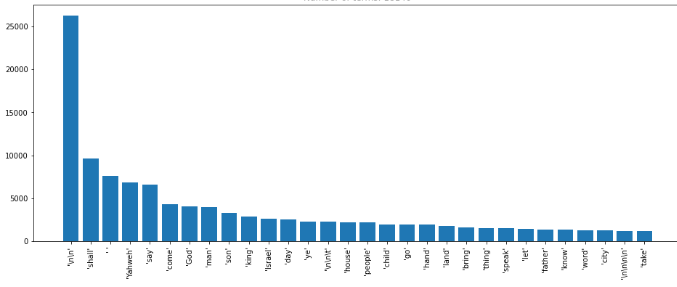 25000
20000
15000
10000
5000
0
'\n\n'
'shall'
' '
'Yahweh'
'say'
'come'
'God'
'man'
'son'
'king'
'Israel'
'day'
'ye'
'\n\n\t'
'house'
'people'
'child'
'go'
'hand'
'land'
'bring'
'thing'
'speak'
'let'
'father'
'know'
'word'
'city'
'\n\n\n\n'
'take'